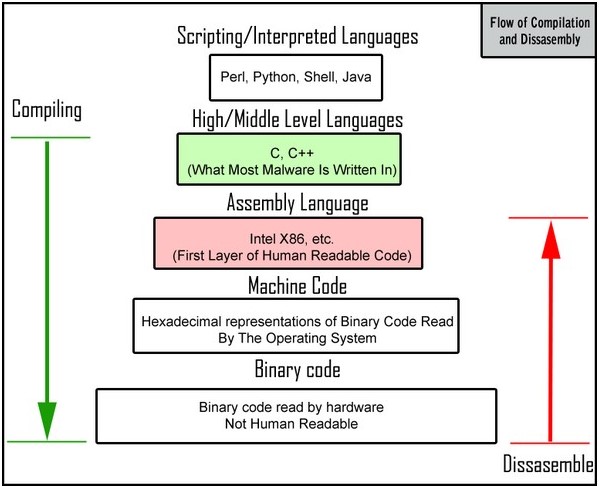 Flow of Compilation
and Dissasembly
Scripting/Interpreted Languages
Perl, Python, Shell, Java
Compiling
High/Middle Level Languages
C, C++
(What Most Malware Is Written In)
Assembly Language
Intel X86, etc.
(First Layer of Human Readable Code)
Machine Code
Hexadecimal representations of Binary Code Read
By The Operating System
Binary code
Binary code read by hardware
Not Human Readable
Dissasemble